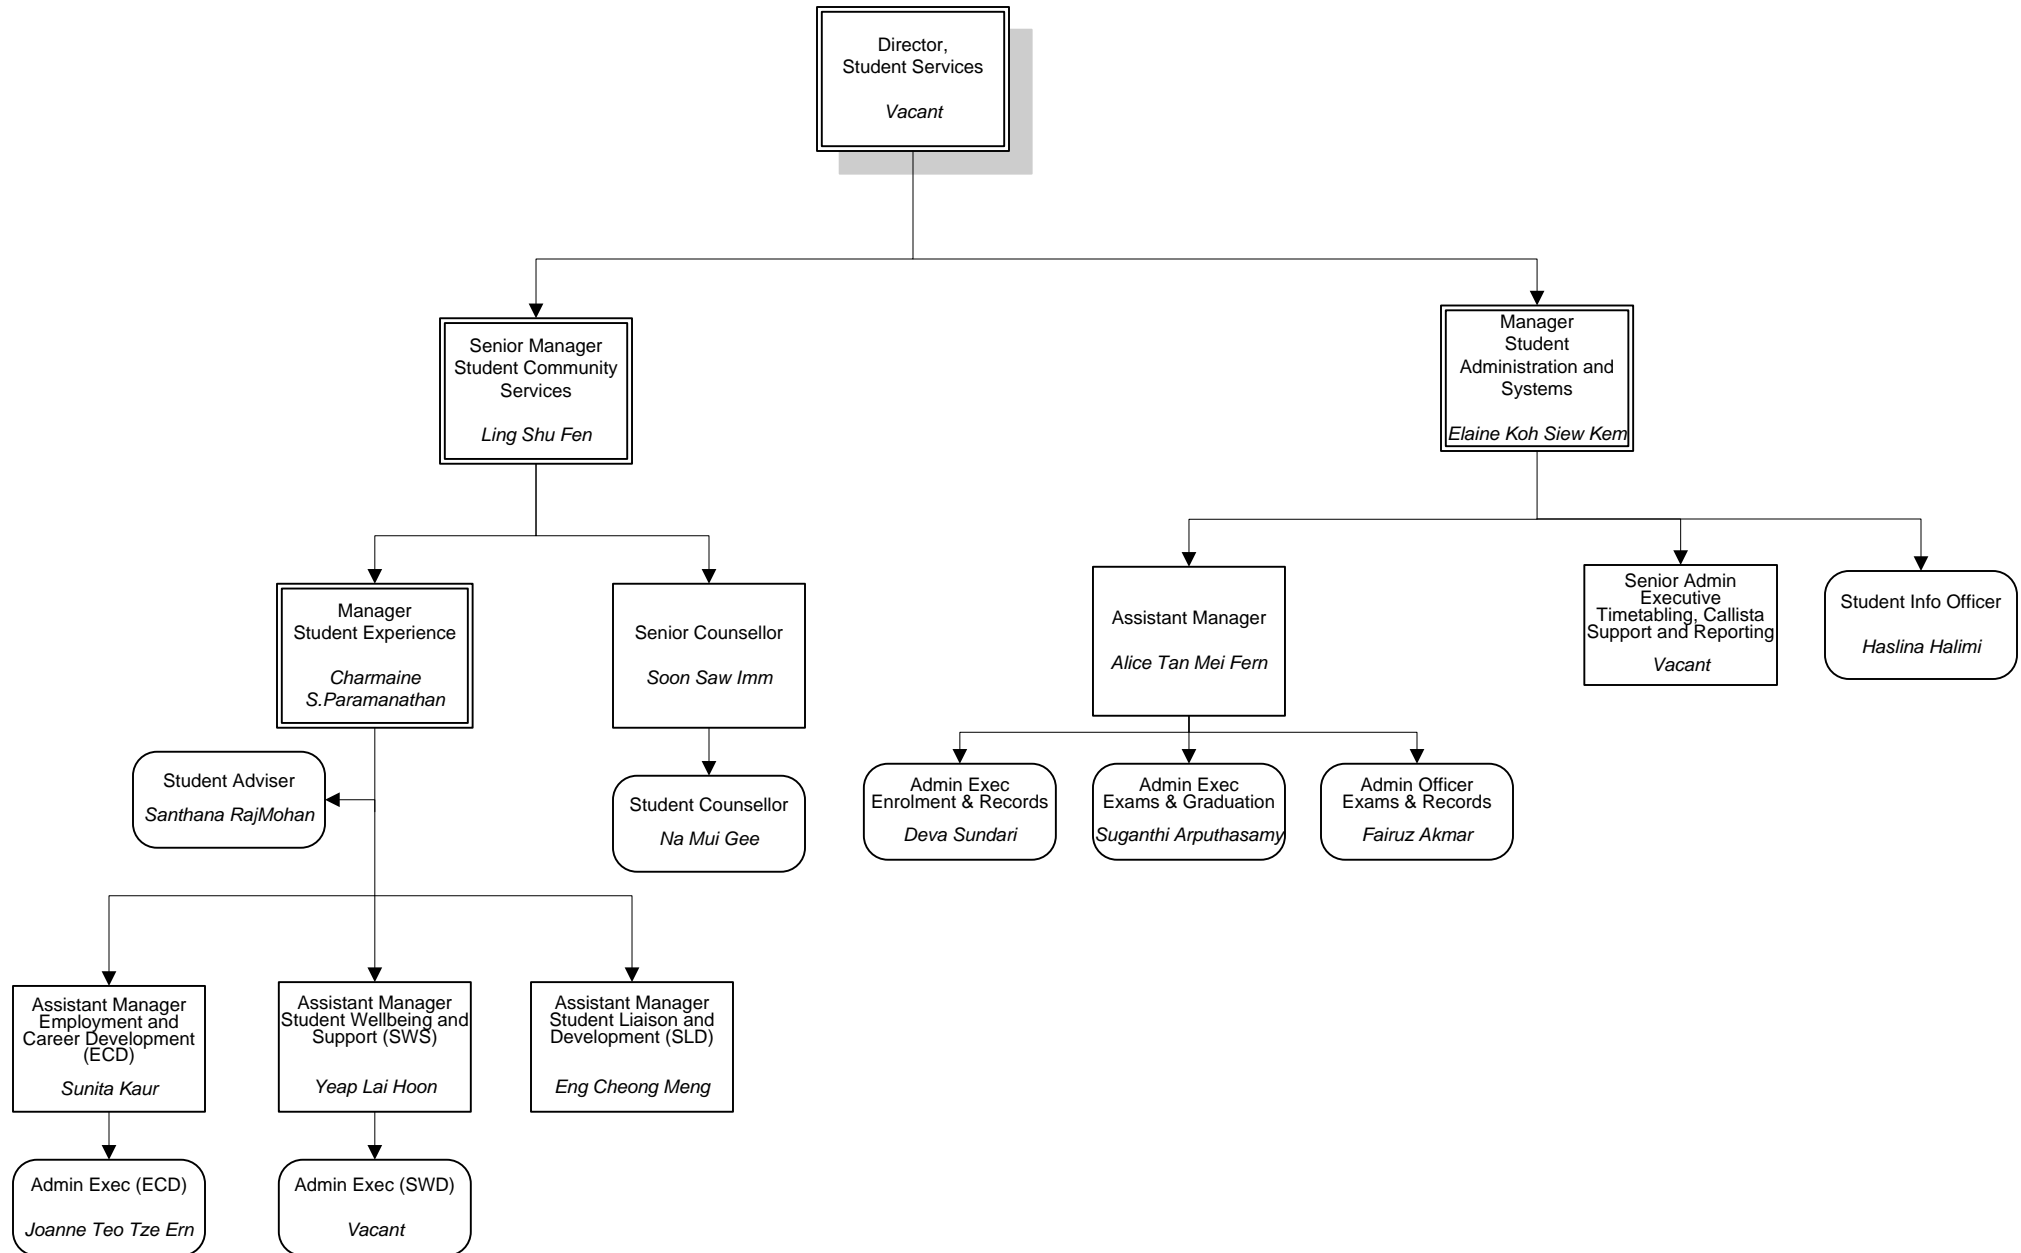 Director,
Student Services
Vacant
Senior Manager
Student Community
Services
Ling Shu Fen
Manager
Student
Administration and
Systems
Elaine Koh Siew Kem
Manager
Student Experience
Charmaine
S.Paramanathan
Senior Counsellor
Soon Saw Imm
Assistant Manager
Alice Tan Mei Fern
Senior Admin
Executive
Timetabling, Callista
Support and Reporting
Vacant
Student Info Officer
Haslina Halimi
Student Adviser
Santhana RajMohan
Student Counsellor
Na Mui Gee
Admin Exec
Enrolment & Records
Deva Sundari
Admin Exec
Exams & Graduation
Suganthi Arputhasamy
Admin Officer
Exams & Records
Fairuz Akmar
Assistant Manager
Employment and
Career Development
(ECD)
Sunita Kaur
Assistant Manager
Student Wellbeing and
Support (SWS)
Yeap Lai Hoon
Assistant Manager
Student Liaison and
Development (SLD)
Eng Cheong Meng
Admin Exec (ECD)
Joanne Teo Tze Ern
Admin Exec (SWD)
Vacant